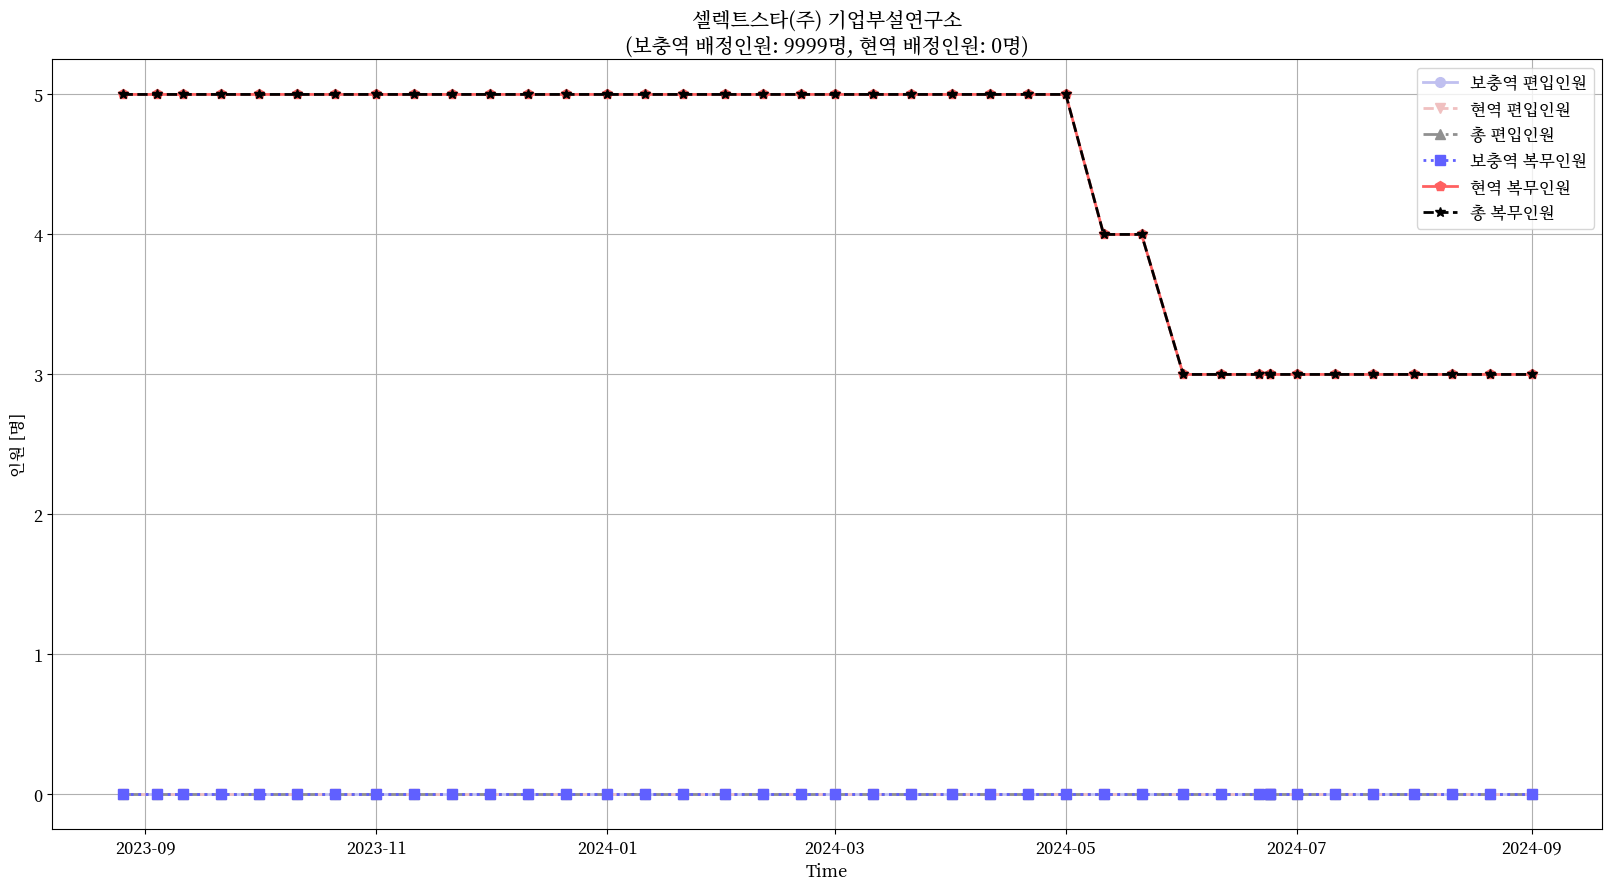 셀렉트스타(주) 기업부설연구소
(보충역 배정인원: 9999명, 현역 배정인원: 0명)
보충역 편입인원
현역 편입인원
총 편입인원
보충역 복무인원
현역 복무인원
총 복무인원
5
4
3
2
1
0
인원 [명]
2023-09
2023-11
2024-01
2024-03
2024-05
2024-07
2024-09
Time